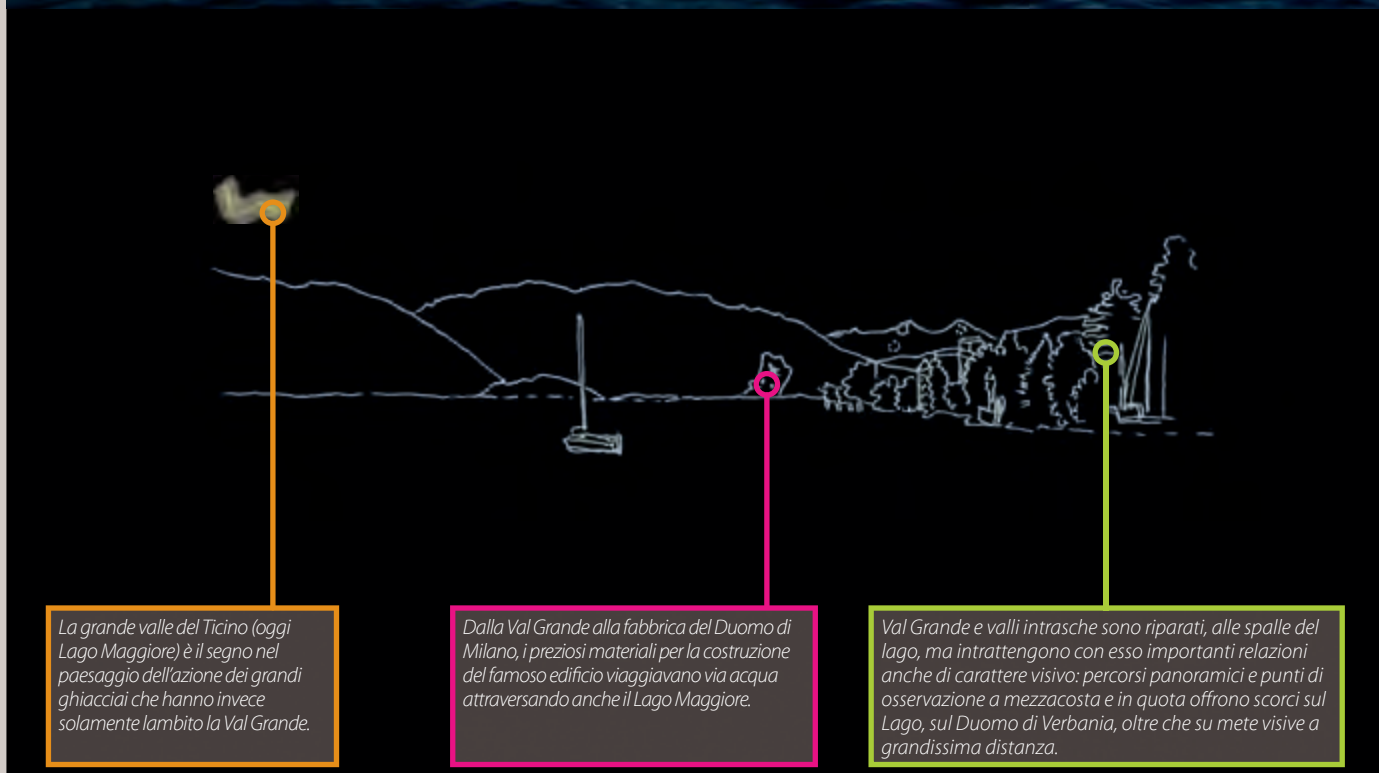 La grande valle del Ticino (oggi
Lago Maggiore) è il segno nel
paesaggio dell'azione dei grandi
ghiacciai che hanno invece
solamente lambito la Val Grande.
Dalla Val Grande alla fabbrica del Duomo di
Milano, i preziosi materiali per la costruzione
del famoso edificio viaggiavano via acqua
attraversando anche il Lago Maggiore.
Val Grande e valli intrasche sono riparati, alle spalle del
lago, ma intrattengono con esso importanti relazioni
anche di carattere visivo: percorsi panoramici e punti di
osservazione a mezzacosta e in quota offrono scorci sul
Lago, sul Duomo di Verbania, oltre che su mete visive a
grandissima distanza.